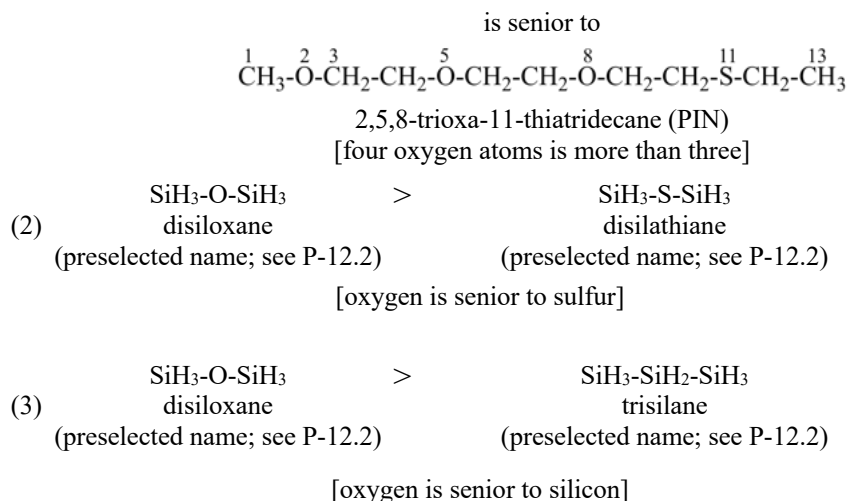 is senior to
1 2 3 5 8 11 13
CH₃-O-CH₂-CH₂-O-CH₂-CH₂-O-CH₂-CH₂-S-CH₂-CH₃
2,5,8-trioxa-11-thiatridecane (PIN)
[four oxygen atoms is more than three]
SiH₃-O-SiH₃ > SiH₃-S-SiH₃
(2) disiloxane disilathiane
(preselected name; see P-12.2) (preselected name; see P-12.2)
[oxygen is senior to sulfur]
SiH₃-O-SiH₃ > SiH₃-SiH₂-SiH₃
(3) disiloxane trisilane
(preselected name; see P-12.2) (preselected name; see P-12.2)
[oxygen is senior to silicon]